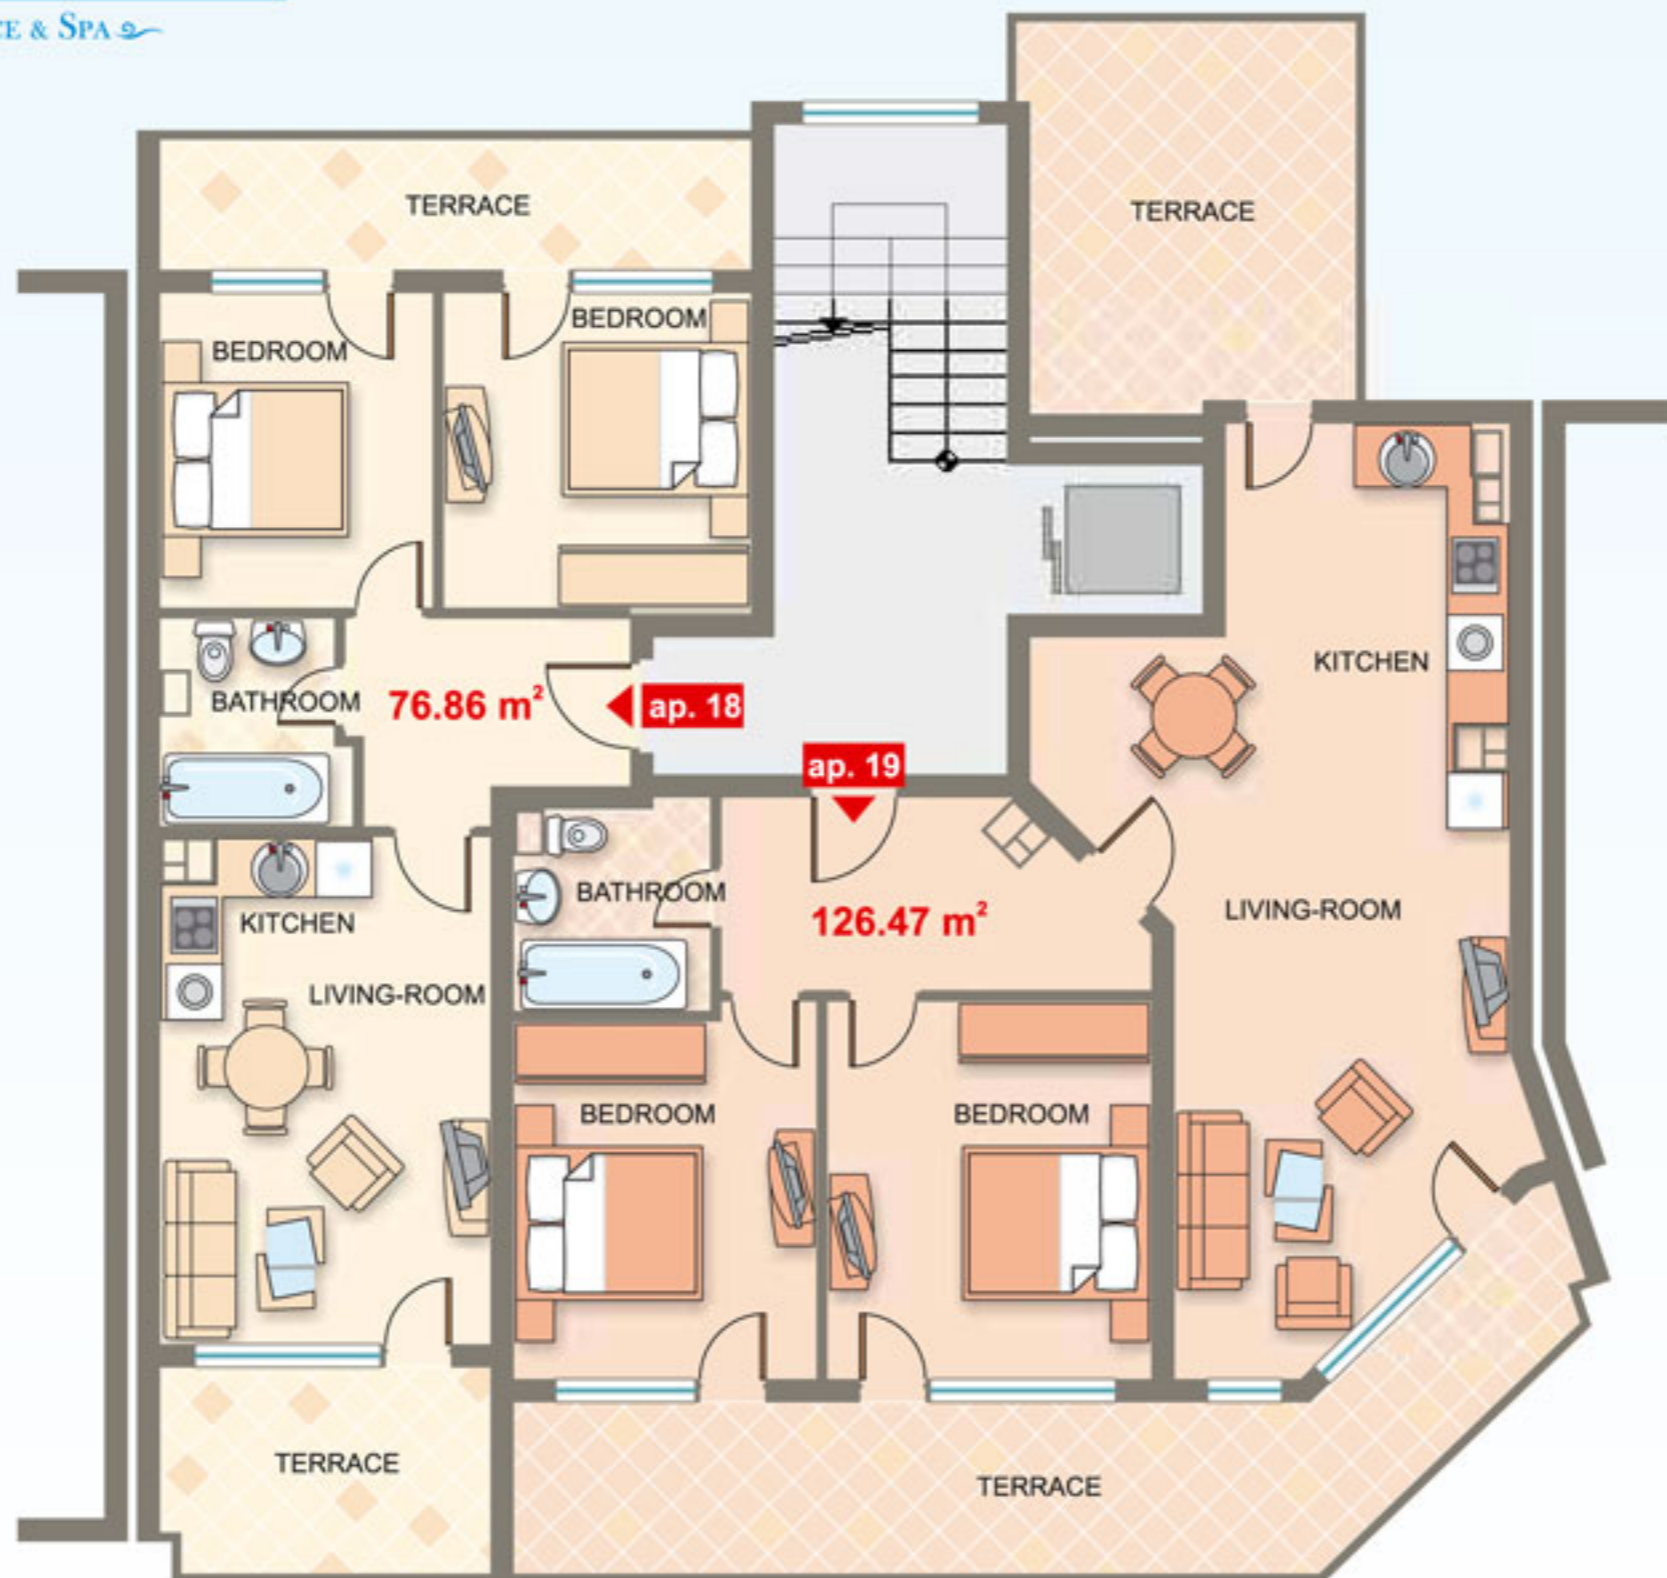 & SPA
TERRACE
TERRACE
BEDROOM
BEDROOM
KITCHEN
BATHROOM
76.86 m²
ap. 18
ap. 19
BATHROOM
126.47 m²
LIVING-ROOM
KITCHEN
LIVING-ROOM
BEDROOM
BEDROOM
TERRACE
TERRACE